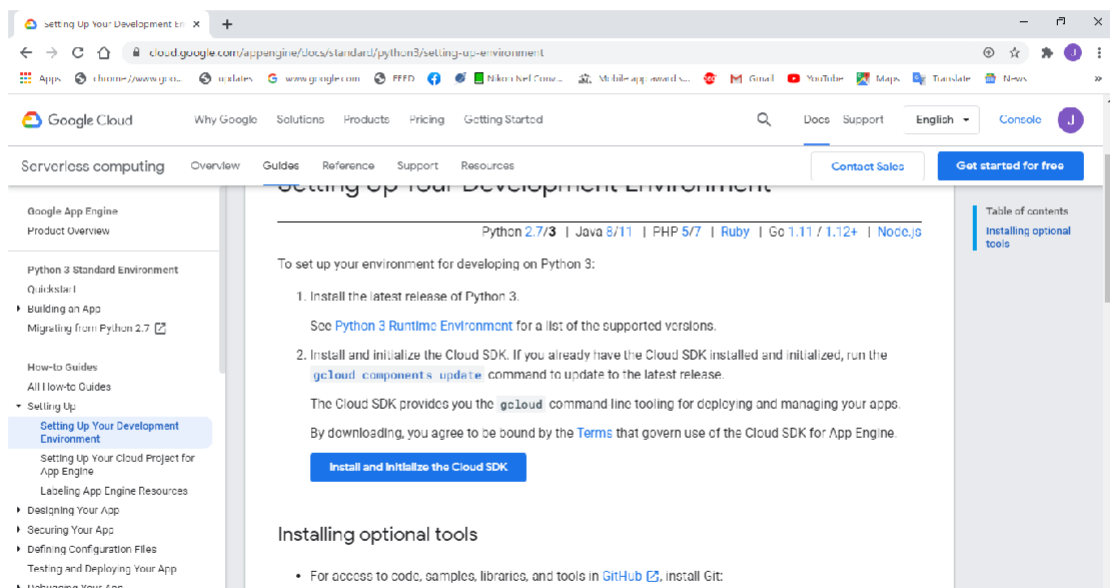 Setting Up Your Development En
cloud.google.com/appengine/docs/standard/python3/setting-up-environment
Apps
updates
www.google.com
FEED
Gmail
YouTube
Maps
Translate
News
»
Google Cloud
Why Google Solutions Products Pricing Getting Started
Docs Support English Console J
Serverless computing Overview Guides Reference Support Resources
Contact Sales Get started for free
Google App Engine
Product Overview
Python 3 Standard Environment
Quickstart
Building an App
Migrating from Python 2.7
How-to Guides
All How-to Guides
Setting Up
Setting Up Your Development
Environment
Setting Up Your Cloud Project for
App Engine
Labeling App Engine Resources
Designing Your App
Securing Your App
Defining Configuration Files
Testing and Deploying Your App
Debugging Your App
Setting Up Your Development Environment
Python 2.7/3 | Java 8/11 | PHP 5/7 | Ruby | Go 1.11 / 1.12+ | Node.js
To set up your environment for developing on Python 3:
1. Install the latest release of Python 3.
See Python 3 Runtime Environment for a list of the supported versions.
2. Install and initialize the Cloud SDK. If you already have the Cloud SDK installed and initialized, run the
gcloud components update command to update to the latest release.
The Cloud SDK provides you the gcloud command line tooling for deploying and managing your apps.
By downloading, you agree to be bound by the Terms that govern use of the Cloud SDK for App Engine.
Install and initialize the Cloud SDK
Installing optional tools
• For access to code, samples, libraries, and tools in GitHub, install Git:
Table of contents
Installing optional
tools